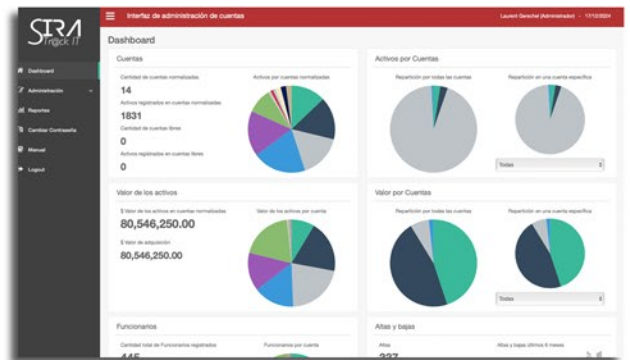 SIRA
Track IT
Interfaz de administración de cuentas
Laurent Gerschel (Administrador) - 17/12/2024
Dashboard
Dashboard
Administración
Reportes
Cambiar Contraseña
Manual
Logout
Cuentas
Cantidad de cuentas normalizadas
14
Activos registrados en cuentas normalizadas
1831
Cantidad de cuentas libres
0
Activos registrados en cuentas libres
0
Activos por cuentas normalizadas
Activos por Cuentas
Repartición por todas las cuentas
Repartición en una cuenta específica
Todas
Valor de los activos
$ Valor de los activos en cuentas normalizadas
80,546,250.00
$ Valor de adquisición
80,546,250.00
Valor de los activos por cuenta
Valor por Cuentas
Repartición por todas las cuentas
Repartición en una cuenta específica
Todas
Funcionarios
Cantidad total de Funcionarios registrados
445
Funcionarios por cuenta
Altas y bajas
Altas
227
Altas y bajas últimos 6 meses